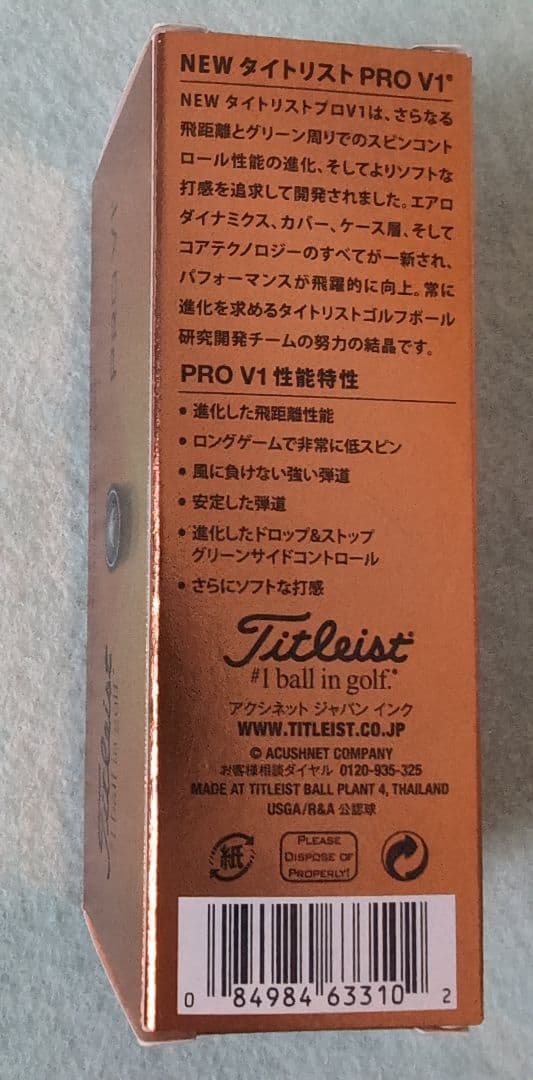 NEW タイトリスト PRO V1®
NEW タイトリストプロV1は、さらなる
飛距離とグリーン周りでのスピンコント
ロール性能の進化、そしてよりソフトな
打感を追求して開発されました。エアロ
ダイナミクス、カバー、ケース層、そして
コアテクノロジーのすべてが一新され、
パフォーマンスが飛躍的に向上。常に
進化を求めるタイトリストゴルフボール
研究開発チームの努力の結晶です。
PRO V1 性能特性
• 進化した飛距離性能
• ロングゲームで非常に低スピン
• 風に負けない強い弾道
• 安定した弾道
• 進化したドロップ&ストップ
グリーンサイドコントロール
• さらにソフトな打感
Titleist®
#1 ball in golf.®
アクシネット ジャパン インク
WWW.TITLEIST.CO.JP
© ACUSHNET COMPANY
お客様相談ダイヤル 0120-935-325
MADE AT TITLEIST BALL PLANT 4, THAILAND
USGA/R&A 公認球
紙
PLEASE
DISPOSE OF
PROPERLY!
0 84984 63310 2
Titleist